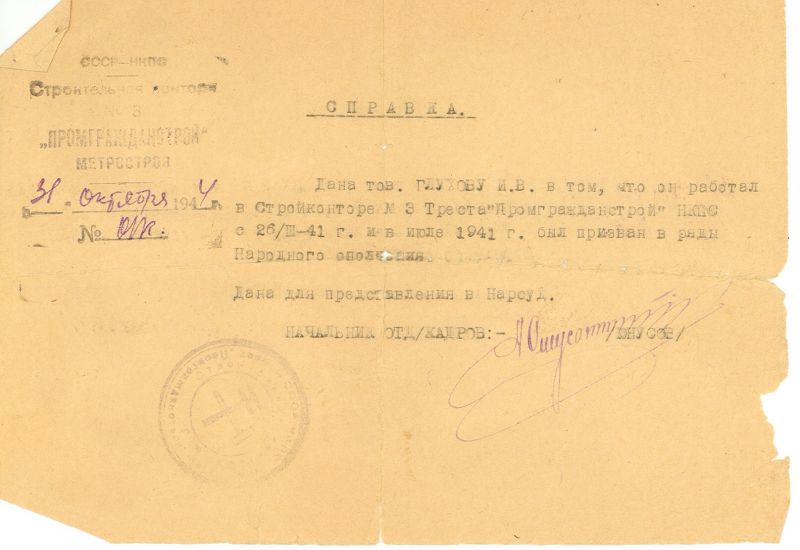 СССР-НКПС
Строительная контора
№ 3
„ПРОМГРАЖДАНСТРОЙ"
МЕТРОСТРОЯ
31. октября 1944 г.
№ о/к.
СПРАВКА.
Дана тов. ГЛУХОВУ И.В. в том, что он работал
в Стройконторе № 3 Треста "Промгражданстрой" НКПС
с 26/III-41 г. и в июле 1941 г. был призван в ряды
Народного ополчения.
Дана для представления в Нарсуд.
НАЧАЛЬНИК ОТД/КАДРОВ:- /ЮНУСОВ/